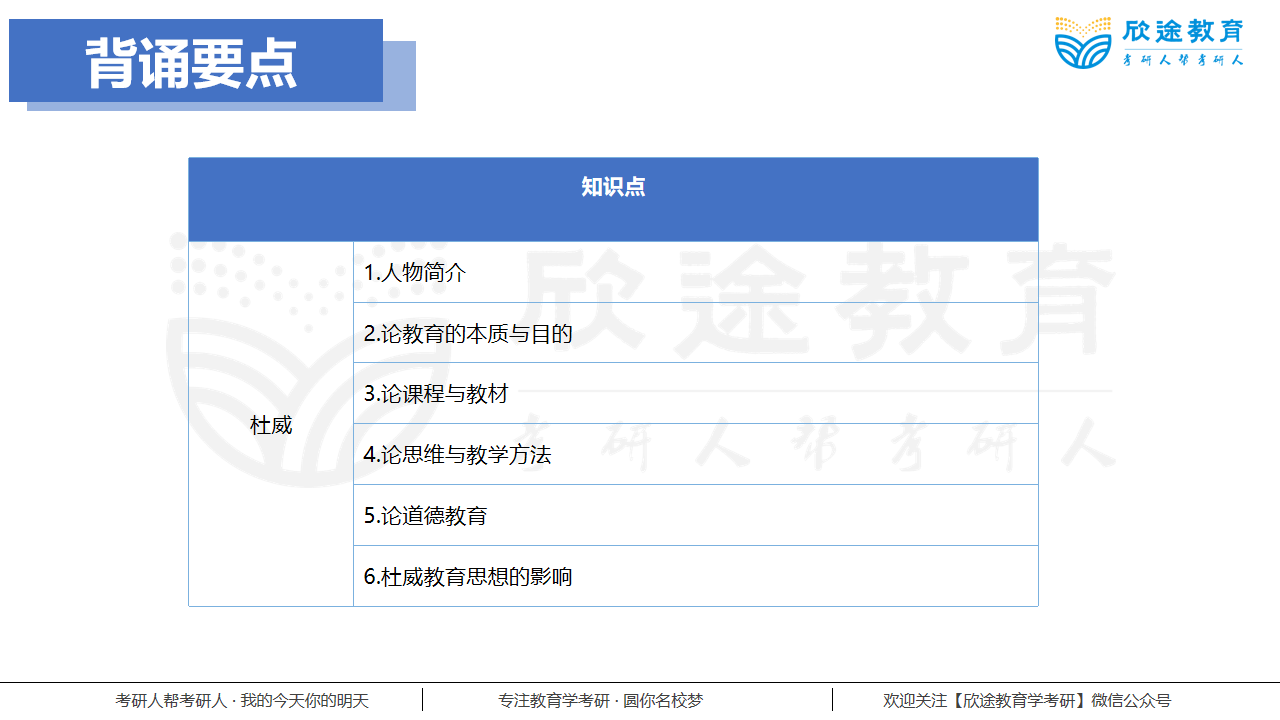 背诵要点
欣途教育
考研人帮考研人
知识点
欣途教育
考研人帮考研人
杜威
1.人物简介
2.论教育的本质与目的
3.论课程与教材
4.论思维与教学方法
5.论道德教育
6.杜威教育思想的影响
考研人帮考研人 · 我的今天你的明天
专注教育学考研 · 圆你名校梦
欢迎关注【欣途教育学考研】微信公众号